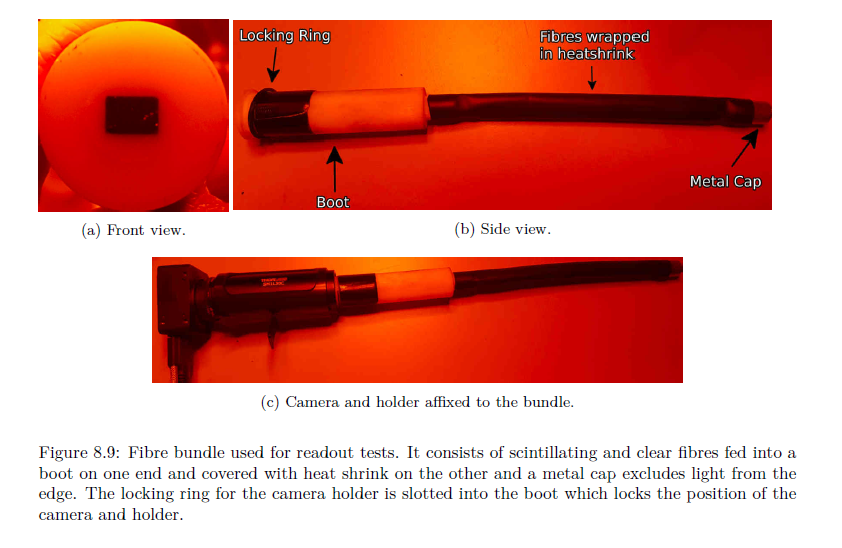 Locking Ring
Fibres wrapped
in heatshrink
Boot
Metal Cap
(a) Front view.
(b) Side view.
(c) Camera and holder affixed to the bundle.
Figure 8.9: Fibre bundle used for readout tests. It consists of scintillating and clear fibres fed into a
boot on one end and covered with heat shrink on the other and a metal cap excludes light from the
edge. The locking ring for the camera holder is slotted into the boot which locks the position of the
camera and holder.